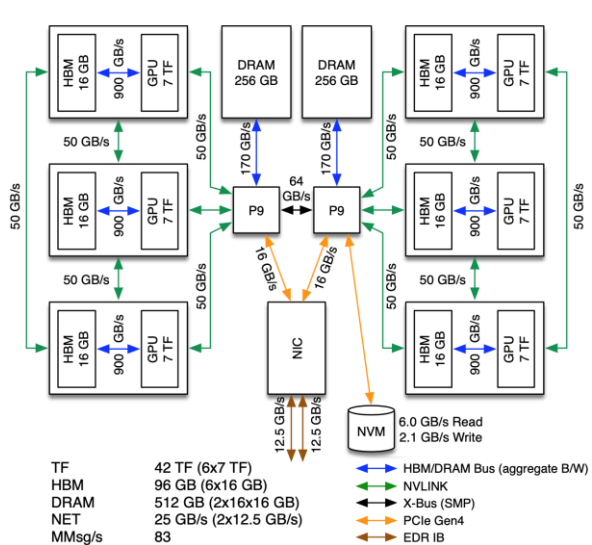 HBM
16 GB
900
GB/s
GPU
7 TF
DRAM
256 GB
DRAM
256 GB
HBM
16 GB
900
GB/s
GPU
7 TF
50 GB/s
50 GB/s
170 GB/s
170 GB/s
50 GB/s
50 GB/s
50 GB/s
50 GB/s
HBM
16 GB
900
GB/s
GPU
7 TF
P9
64
GB/s
P9
HBM
16 GB
900
GB/s
GPU
7 TF
50 GB/s
50 GB/s
16 GB/s
16 GB/s
50 GB/s
50 GB/s
HBM
16 GB
900
GB/s
GPU
7 TF
NIC
HBM
16 GB
900
GB/s
GPU
7 TF
12.5 GB/s
12.5 GB/s
NVM
6.0 GB/s Read
2.1 GB/s Write
TF 42 TF (6x7 TF)
HBM 96 GB (6x16 GB)
DRAM 512 GB (2x16x16 GB)
NET 25 GB/s (2x12.5 GB/s)
MMsg/s 83
HBM/DRAM Bus (aggregate B/W)
NVLINK
X-Bus (SMP)
PCIe Gen4
EDR IB